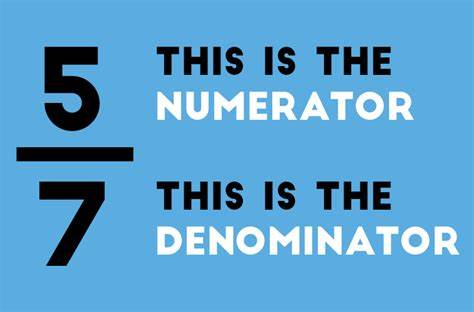 5
THIS IS THE
NUMERATOR
7
THIS IS THE
DENOMINATOR